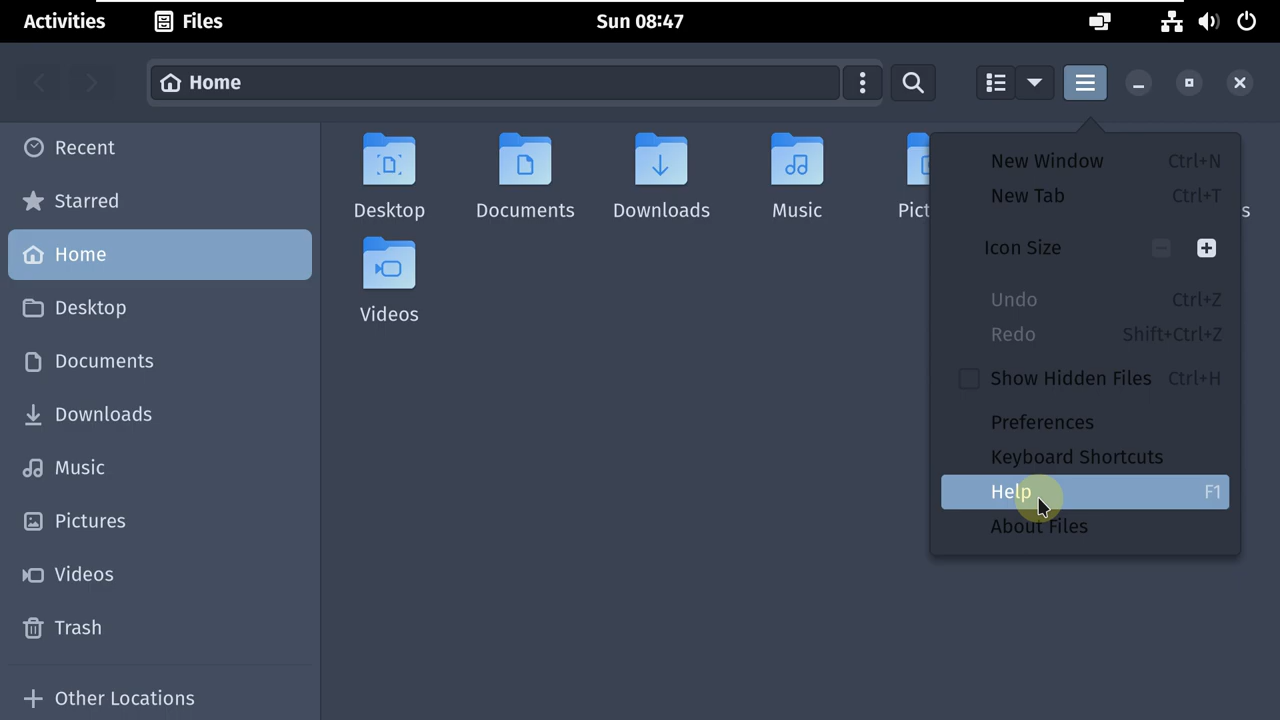 Activities Files Sun 08:47
Home
Recent
Starred
Home
Desktop
Documents
Downloads
Music
Pictures
Videos
Trash
Other Locations
Desktop Documents Downloads Music Pict s
Videos
New Window Ctrl+N
New Tab Ctrl+T
Icon Size
Undo Ctrl+Z
Redo Shift+Ctrl+Z
Show Hidden Files Ctrl+H
Preferences
Keyboard Shortcuts
Help F1
About Files